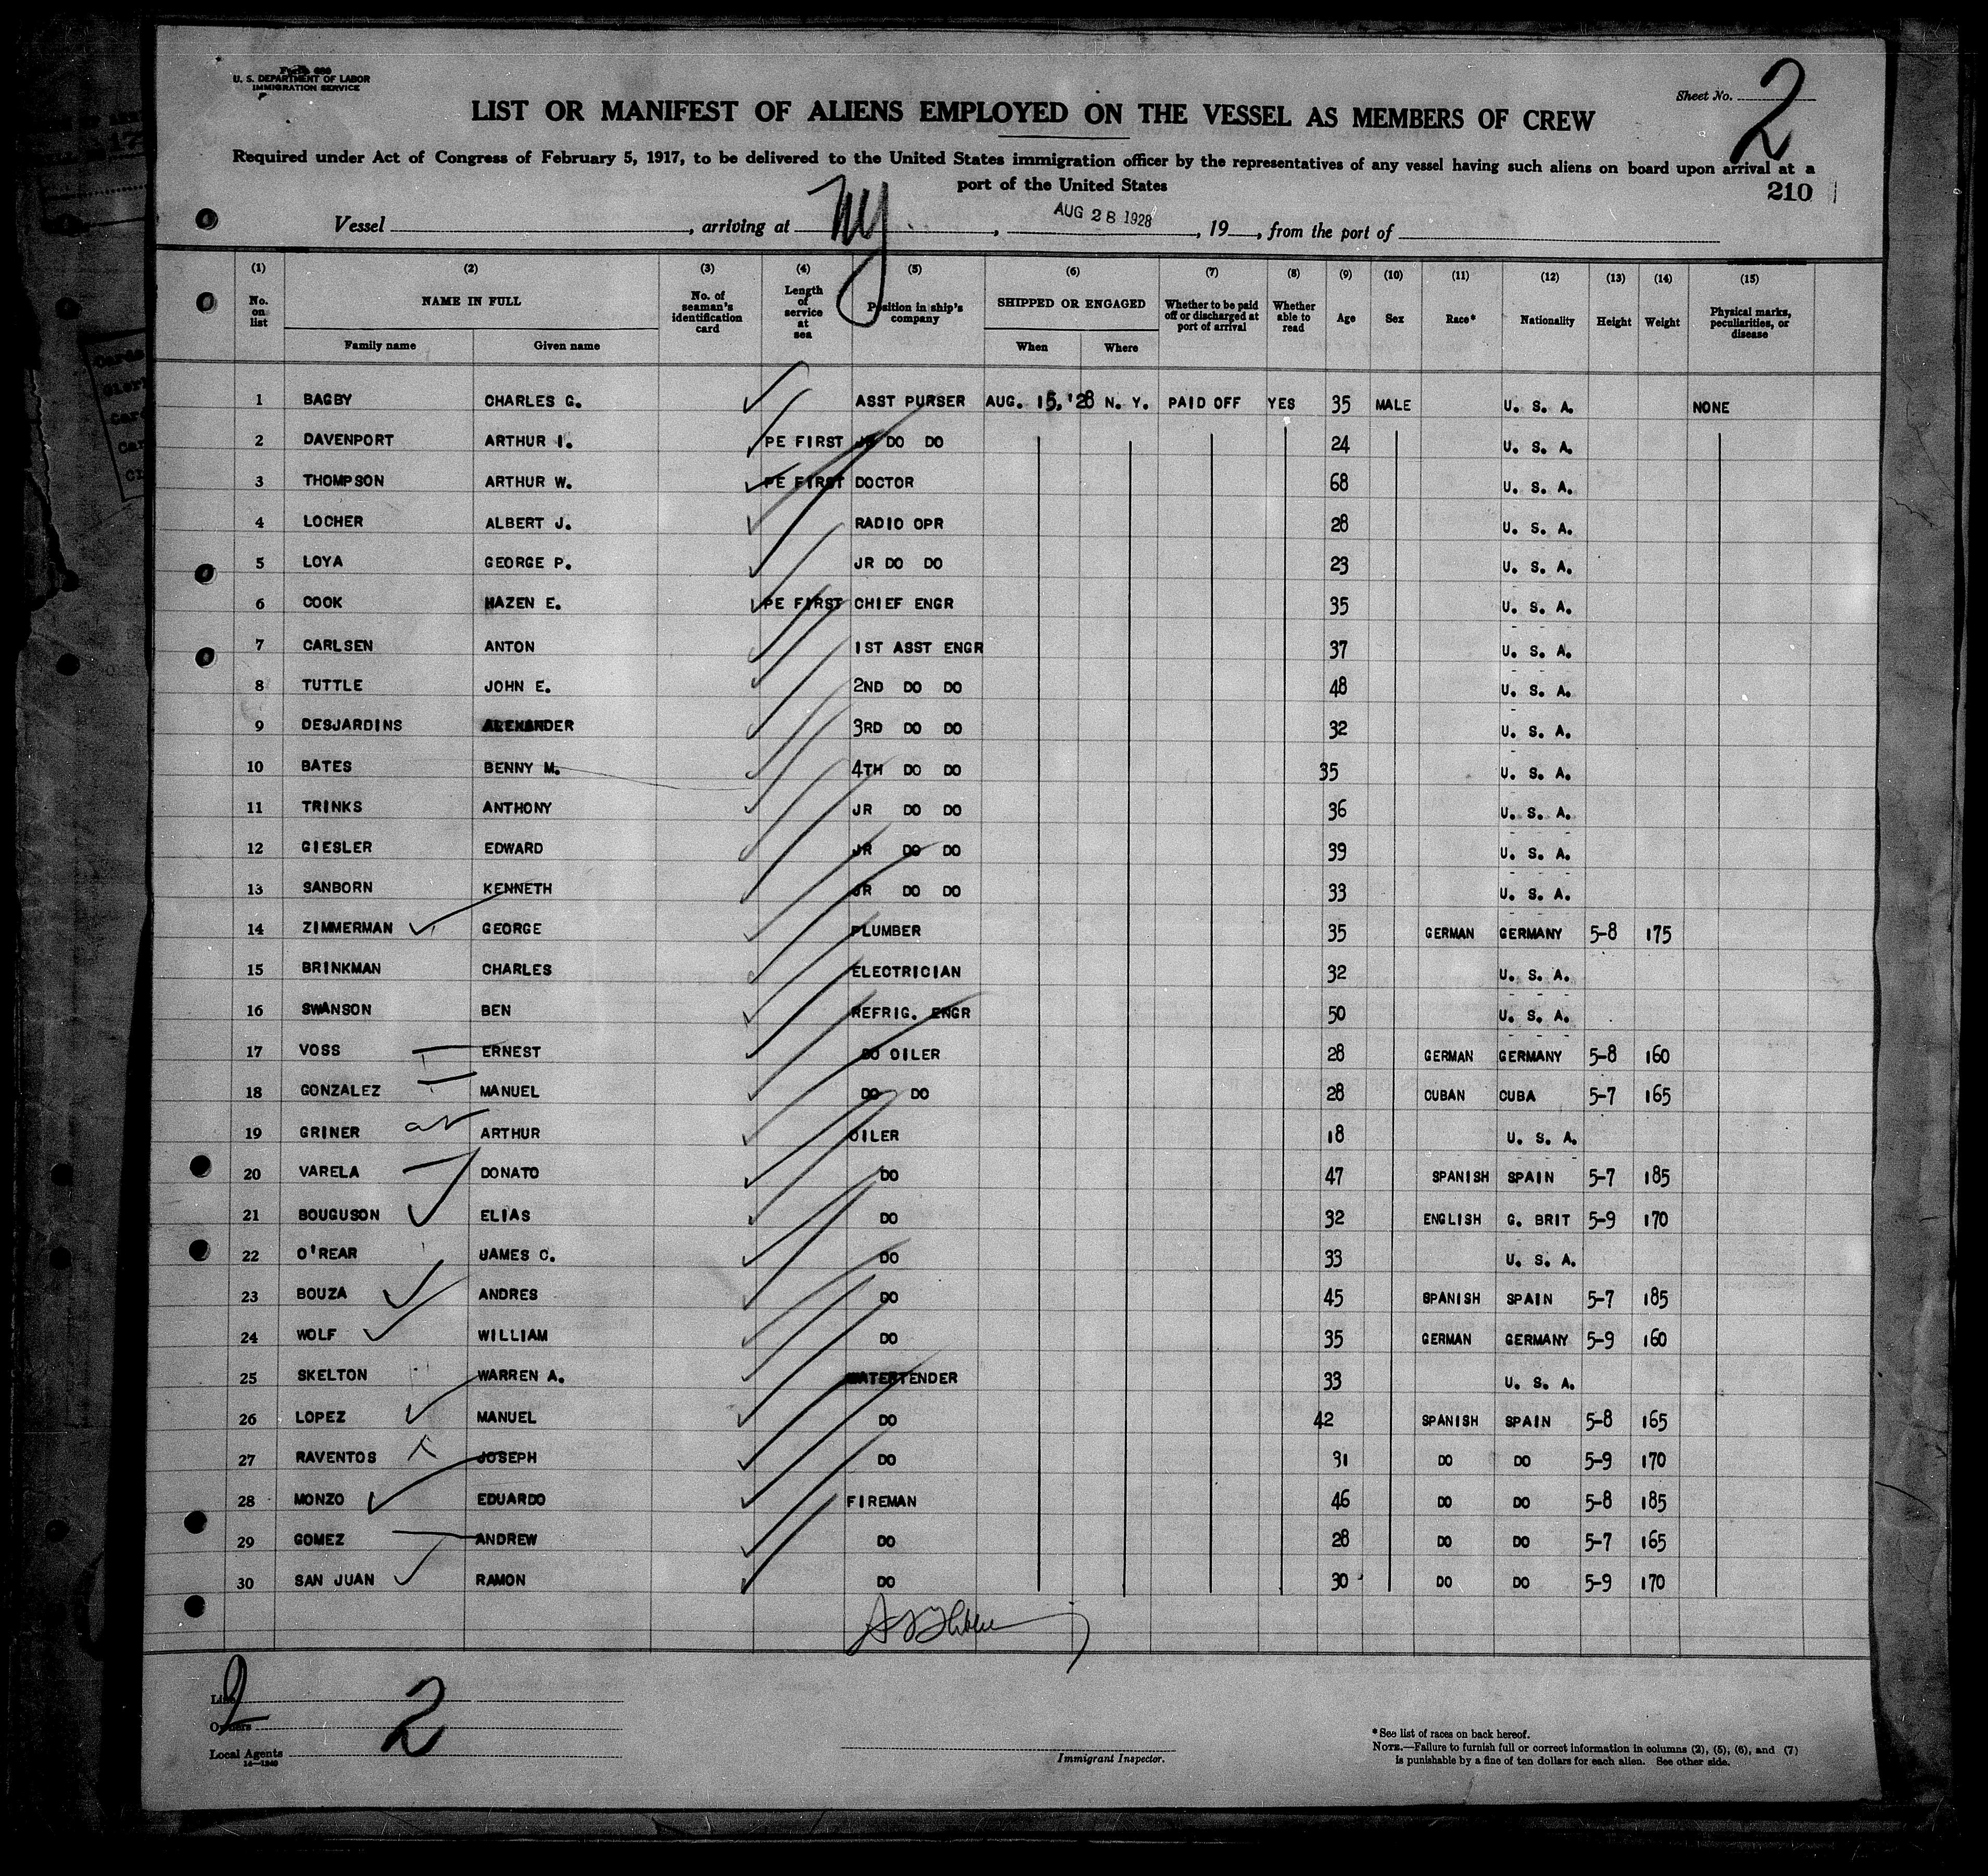 Form 680
U. S. DEPARTMENT OF LABOR
IMMIGRATION SERVICE
Sheet No. 2
LIST OR MANIFEST OF ALIENS EMPLOYED ON THE VESSEL AS MEMBERS OF CREW
Required under Act of Congress of February 5, 1917, to be delivered to the United States immigration officer by the representatives of any vessel having such aliens on board upon arrival at a
port of the United States
210
Vessel , arriving at NY , AUG 28 1928 , 19 , from the port of
(1) (2) (3) (4) (5) (6) (7) (8) (9) (10) (11) (12) (13) (14) (15)
No. on list NAME IN FULL No. of seaman's identification card Length of service at sea Position in ship's company SHIPPED OR ENGAGED Whether to be paid off or discharged at port of arrival Whether able to read Age Sex Race* Nationality Height Weight Physical marks, peculiarities, or disease
Family name Given name When Where
1 BAGBY CHARLES G. ASST PURSER AUG. 15, '28 N. Y. PAID OFF YES 35 MALE U. S. A. NONE
2 DAVENPORT ARTHUR I. PE FIRST JR DO DO 24 U. S. A.
3 THOMPSON ARTHUR W. PE FIRST DOCTOR 68 U. S. A.
4 LOCHER ALBERT J. RADIO OPR 28 U. S. A.
5 LOYA GEORGE P. JR DO DO 23 U. S. A.
6 COOK HAZEN E. PE FIRST CHIEF ENGR 35 U. S. A.
7 CARLSEN ANTON 1ST ASST ENGR 37 U. S. A.
8 TUTTLE JOHN E. 2ND DO DO 48 U. S. A.
9 DESJARDINS ALEXANDER 3RD DO DO 32 U. S. A.
10 BATES BENNY M. 4TH DO DO 35 U. S. A.
11 TRINKS ANTHONY JR DO DO 36 U. S. A.
12 GIESLER EDWARD JR DO DO 39 U. S. A.
13 SANBORN KENNETH JR DO DO 33 U. S. A.
14 ZIMMERMAN GEORGE PLUMBER 35 GERMAN GERMANY 5-8 175
15 BRINKMAN CHARLES ELECTRICIAN 32 U. S. A.
16 SWANSON BEN REFRIG. ENGR 50 U. S. A.
17 VOSS ERNEST DO OILER 28 GERMAN GERMANY 5-8 160
18 GONZALEZ MANUEL DO DO 28 CUBAN CUBA 5-7 165
19 GRINER ARTHUR OILER 18 U. S. A.
20 VARELA DONATO DO 47 SPANISH SPAIN 5-7 185
21 BOUGUSON ELIAS DO 32 ENGLISH G. BRIT 5-9 170
22 O'REAR JAMES C. DO 33 U. S. A.
23 BOUZA ANDRES DO 45 SPANISH SPAIN 5-7 185
24 WOLF WILLIAM DO 35 GERMAN GERMANY 5-9 160
25 SKELTON WARREN A. WATERTENDER 33 U. S. A.
26 LOPEZ MANUEL DO 42 SPANISH SPAIN 5-8 165
27 RAVENTOS JOSEPH DO 31 DO DO 5-9 170
28 MONZO EDUARDO FIREMAN 46 DO DO 5-8 185
29 GOMEZ ANDREW DO 28 DO DO 5-7 165
30 SAN JUAN RAMON DO 30 DO DO 5-9 170
2
Line
Owners 2
Local Agents
14-1240
Immigrant Inspector.
*See list of races on back hereof.
NOTE.—Failure to furnish full or correct information in columns (2), (5), (6), and (7)
is punishable by a fine of ten dollars for each alien. See other side.